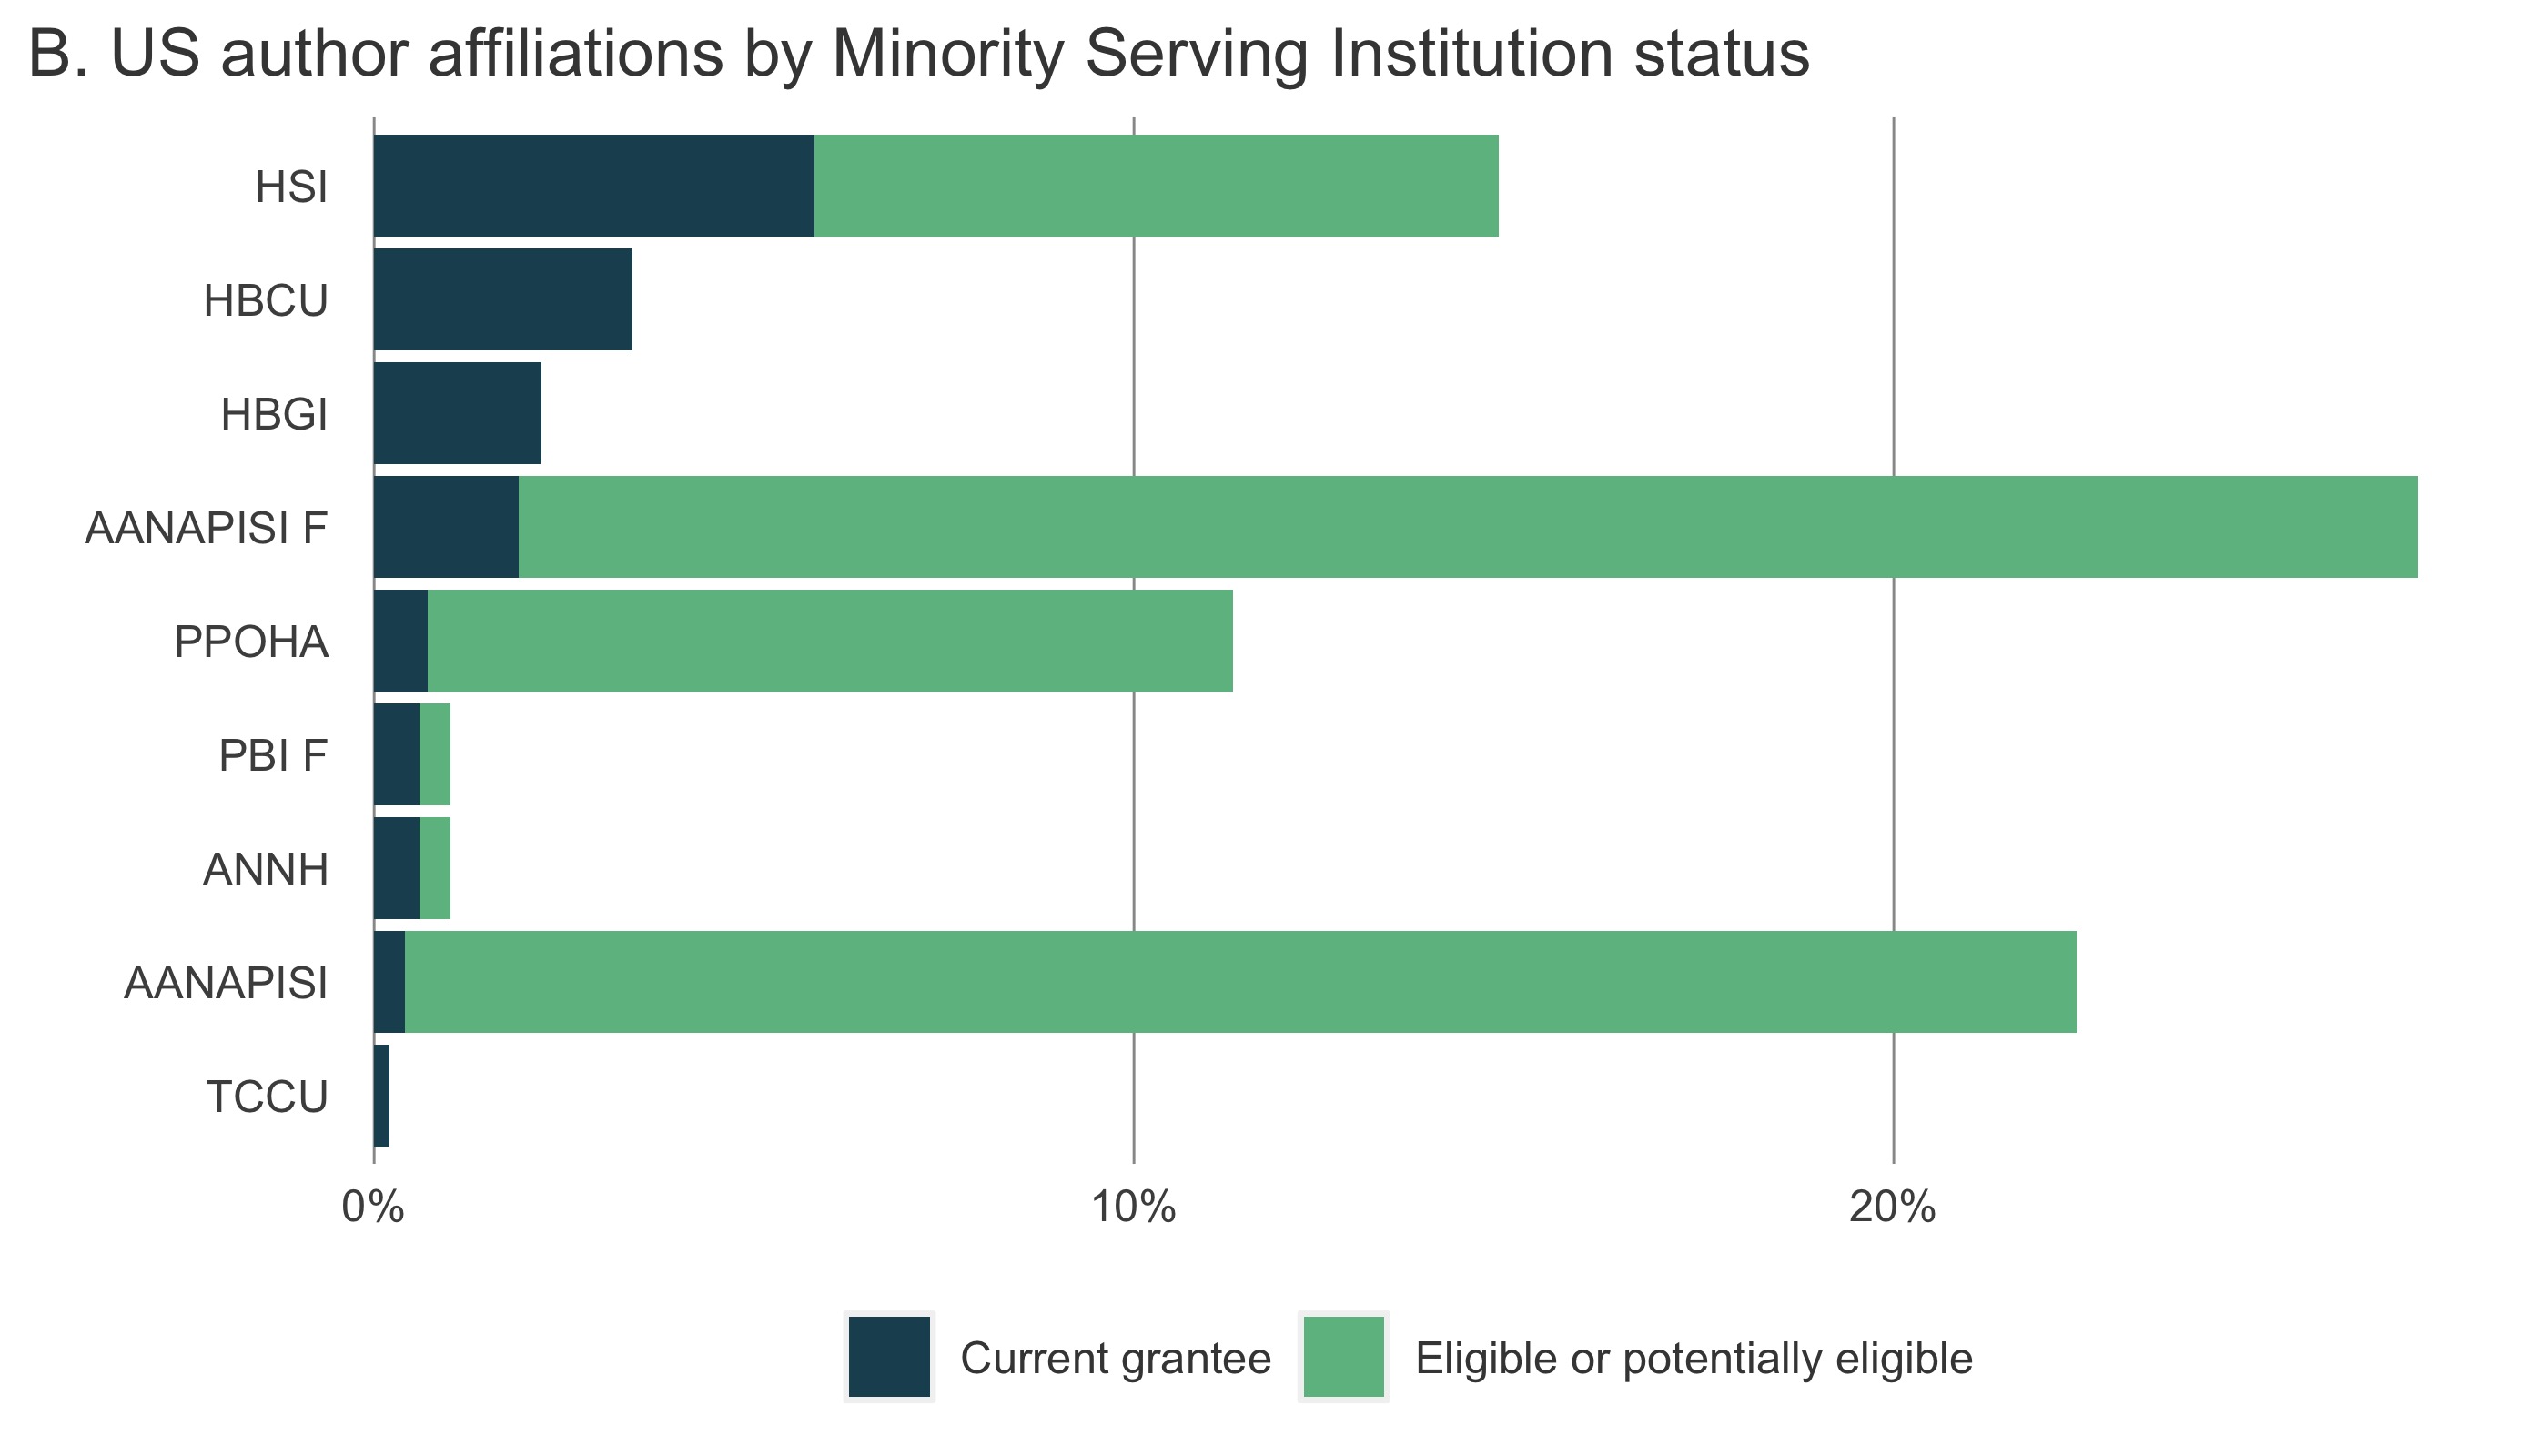 B. US author affiliations by Minority Serving Institution status
HSI
HBCU
HBGI
AANAPISI F
PPOHA
PBI F
ANNH
AANAPISI
TCCU
0% 10% 20%
Current grantee Eligible or potentially eligible